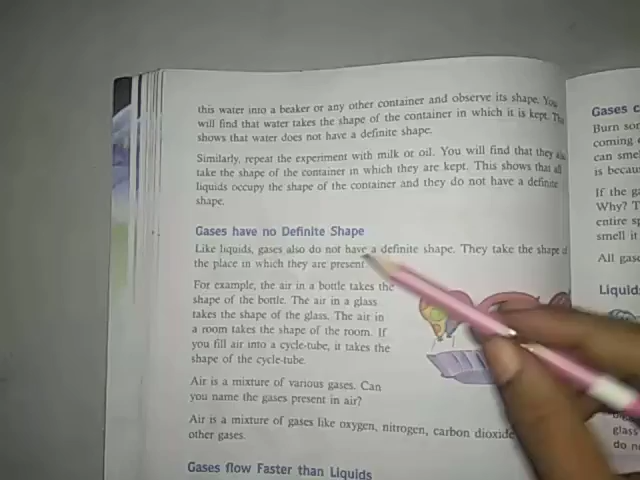 this water into a beaker or any other container and observe its shape. You
will find that water takes the shape of the container in which it is kept. Th
shows that water does not have a definite shape.
Similarly, repeat the experiment with milk or oil. You will find that they
take the shape of the container in which they are kept. This shows that all
liquids occupy the shape of the container and they do not have a definite
shape.
Gases have no Definite Shape
Like liquids, gases also do not have a definite shape. They take the shape of
the place in which they are present.
For example, the air in a bottle takes the
shape of the bottle. The air in a glass
takes the shape of the glass. The air in
a room takes the shape of the room. If
you fill air into a cycle-tube, it takes the
shape of the cycle-tube.
Air is a mixture of various gases. Can
you name the gases present in air?
Air is a mixture of gases like oxygen, nitrogen, carbon dioxide
other gases.
Gases flow Faster than Liquids
Gases
Burn
coming
can
is
If the
Why?
entire
smell it
All
Liquid
glass
do